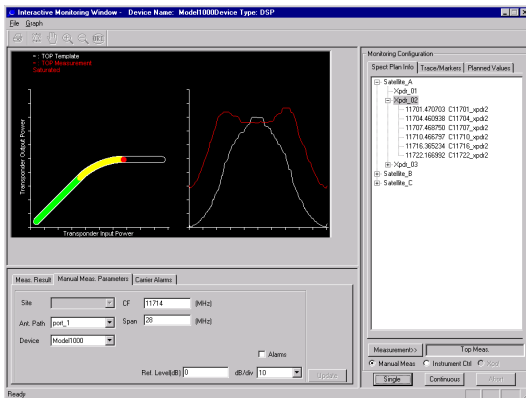 Interactive Monitoring Window - Device Name: Model1000Device Type: DSP
File Graph
- : TOP Template
- : TOP Measurement
Saturated
Transponder Output Power
Transponder Input Power
Monitoring Configuration
Spect Plan Info Trace/Markers Planned Values
Satellite_A
Xpdr_01
Xpdr_02
11701.470703 C11701_xpdr2
11704.460938 C11704_xpdr2
11707.468750 C11707_xpdr2
11710.466797 C11710_xpdr2
11716.365234 C11716_xpdr2
11722.166992 C11722_xpdr2
Xpdr_03
Satellite_B
Satellite_C
Meas. Result Manual Meas. Parameters Carrier Alarms
Site CF 11714 (MHz)
Ant. Path port_1 Span 28 (MHz)
Device Model1000
Alarms
Ref. Level(dB) 0 dB/div 10 Update
Measurement>> Top Meas.
Manual Meas Instrument Ctrl Xpct
Single Continuous Abort
Ready